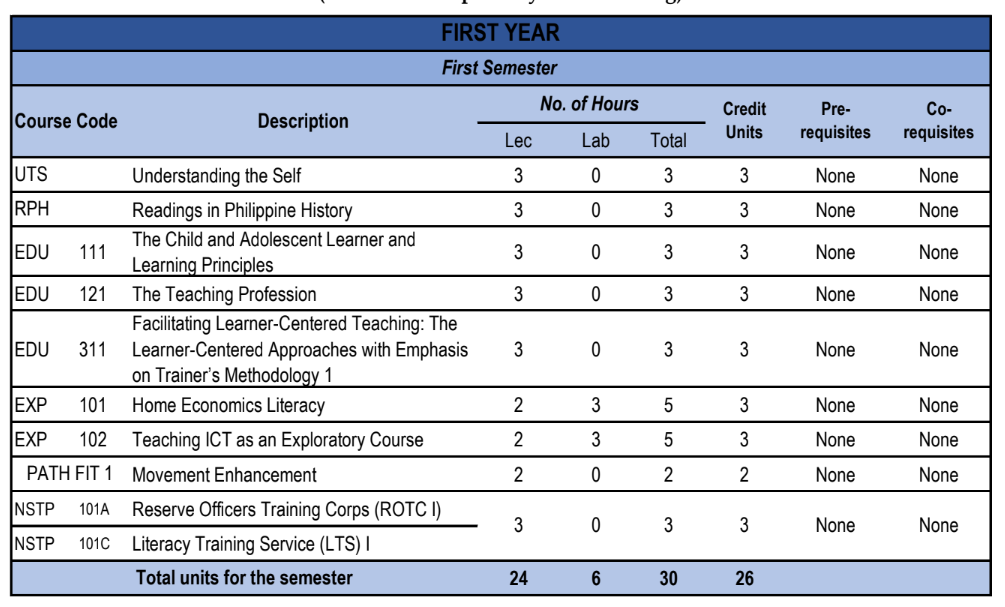 FIRST YEAR
First Semester
Course Code Description No. of Hours Credit Units Pre-requisites Co-requisites
Lec Lab Total
UTS Understanding the Self 3 0 3 3 None None
RPH Readings in Philippine History 3 0 3 3 None None
EDU 111 The Child and Adolescent Learner and
Learning Principles 3 0 3 3 None None
EDU 121 The Teaching Profession 3 0 3 3 None None
Facilitating Learner-Centered Teaching: The
EDU 311 Learner-Centered Approaches with Emphasis 3 0 3 3 None None
on Trainer's Methodology 1
EXP 101 Home Economics Literacy 2 3 5 3 None None
EXP 102 Teaching ICT as an Exploratory Course 2 3 5 3 None None
PATH FIT 1 Movement Enhancement 2 0 2 2 None None
NSTP 101A Reserve Officers Training Corps (ROTC I) 3 0 3 3 None None
NSTP 101C Literacy Training Service (LTS) I
Total units for the semester 24 6 30 26